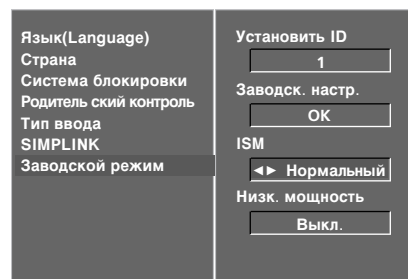 Язык(Language)
Страна
Система блокировки
Родитель ский контроль
Тип ввода
SIMPLINK
Заводской режим
Установить ID
1
Заводск. настр.
ОК
ISM
◄► Нормальный
Низк. мощность
Выкл.